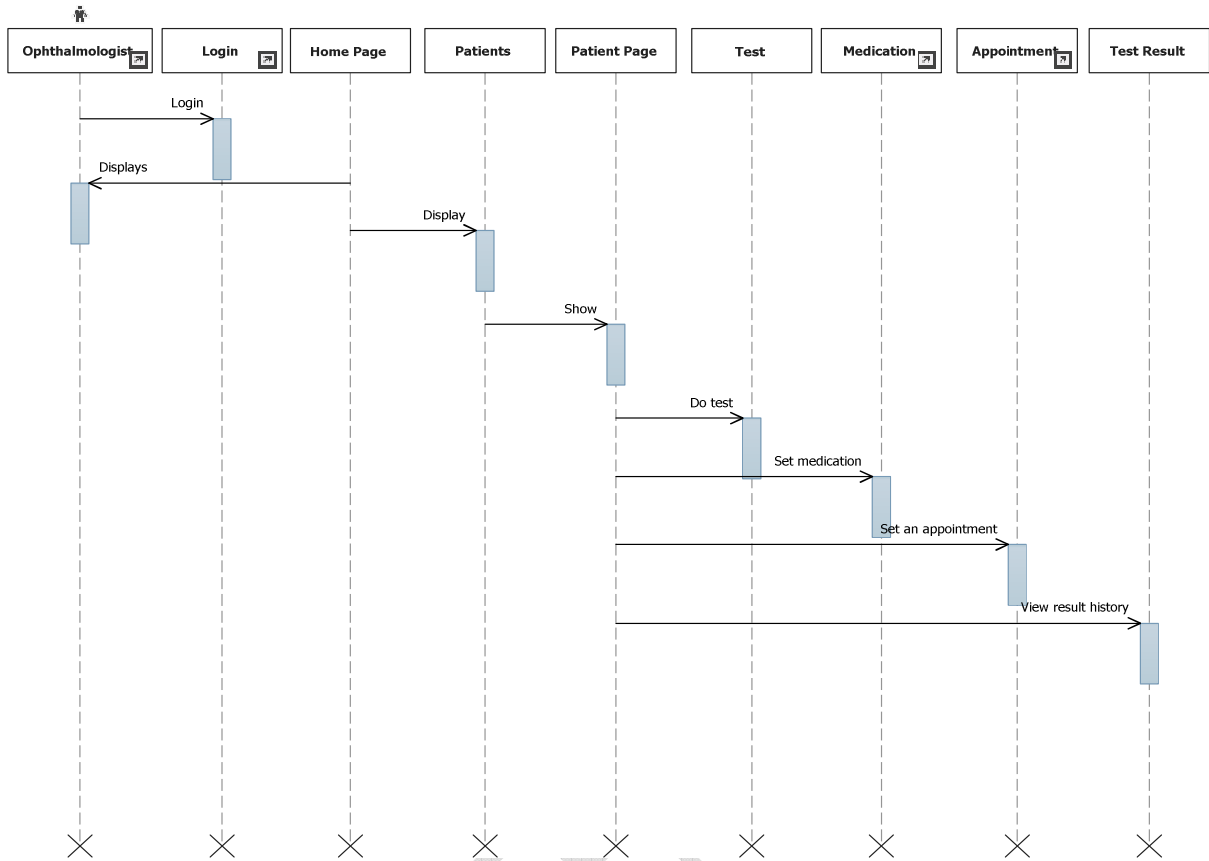 Ophthalmologist
Login
Home Page
Patients
Patient Page
Test
Medication
Appointment
Test Result
Login
Displays
Display
Show
Do test
Set medication
Set an appointment
View result history